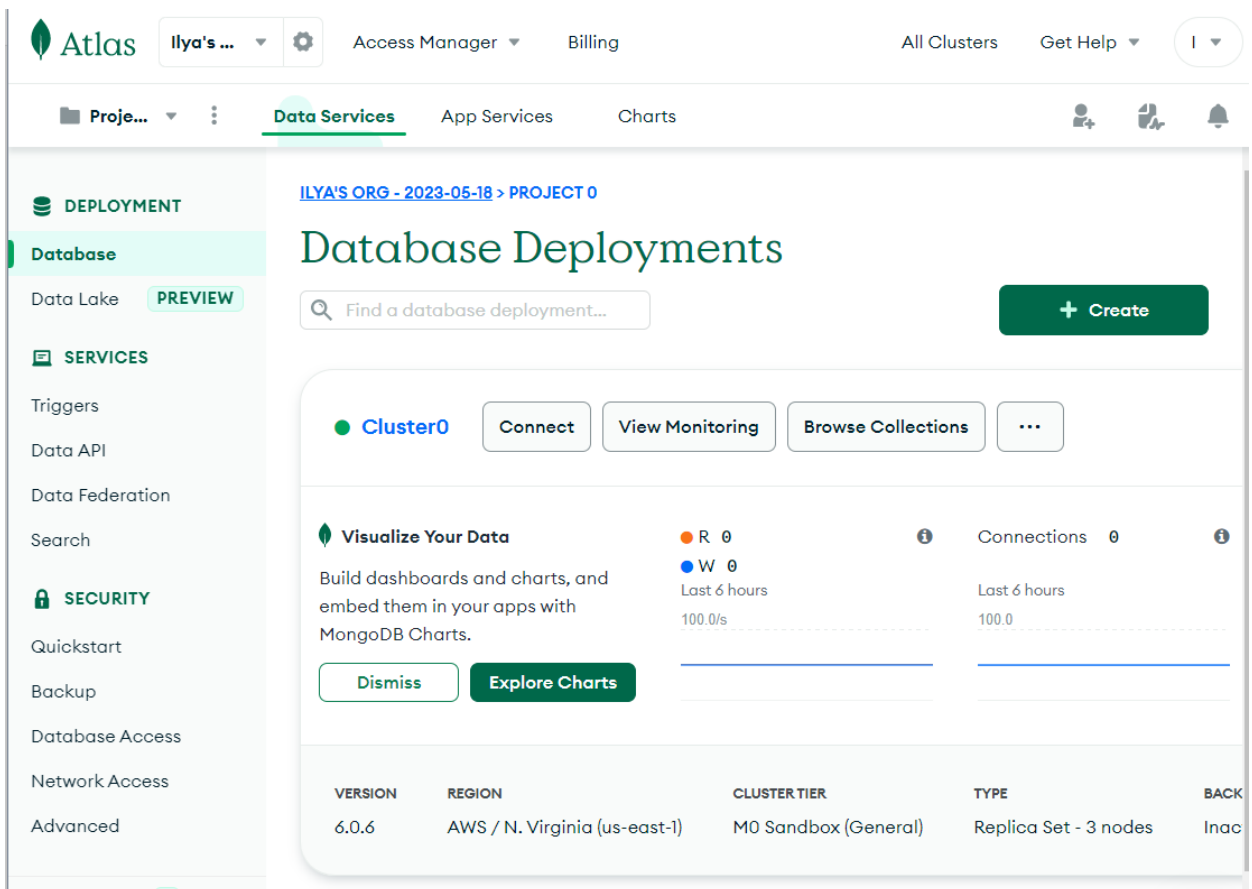 Atlas Ilya's ... Access Manager Billing All Clusters Get Help I
Proje... Data Services App Services Charts
DEPLOYMENT
Database
Data Lake PREVIEW
SERVICES
Triggers
Data API
Data Federation
Search
SECURITY
Quickstart
Backup
Database Access
Network Access
Advanced
ILYA'S ORG - 2023-05-18 > PROJECT 0
Database Deployments
Find a database deployment...
+ Create
Cluster0 Connect View Monitoring Browse Collections ...
Visualize Your Data
Build dashboards and charts, and
embed them in your apps with
MongoDB Charts.
Dismiss Explore Charts
R 0
W 0
Last 6 hours
100.0/s
Connections 0
Last 6 hours
100.0
VERSION REGION CLUSTER TIER TYPE BACK
6.0.6 AWS / N. Virginia (us-east-1) M0 Sandbox (General) Replica Set - 3 nodes Inac